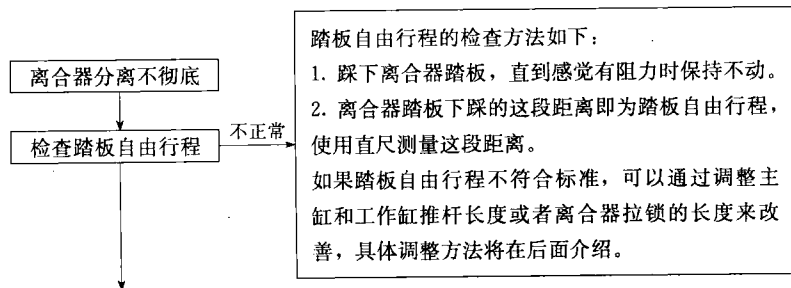 离合器分离不彻底
检查踏板自由行程
不正常
踏板自由行程的检查方法如下：
1. 踩下离合器踏板，直到感觉有阻力时保持不动。
2. 离合器踏板下踩的这段距离即为踏板自由行程，
使用直尺测量这段距离。
如果踏板自由行程不符合标准，可以通过调整主
缸和工作缸推杆长度或者离合器拉锁的长度来改
善，具体调整方法将在后面介绍。